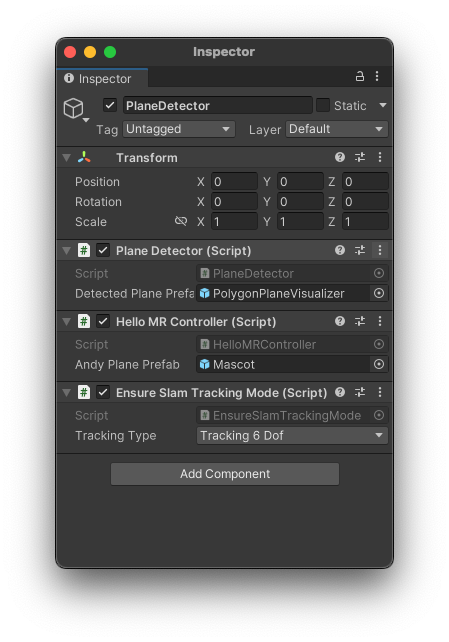 Inspector
Inspector
PlaneDetector Static
Tag Untagged Layer Default
Transform
Position X 0 Y 0 Z 0
Rotation X 0 Y 0 Z 0
Scale X 1 Y 1 Z 1
# Plane Detector (Script)
Script # PlaneDetector
Detected Plane Prefa PolygonPlaneVisualizer
# Hello MR Controller (Script)
Script # HelloMRController
Andy Plane Prefab Mascot
# Ensure Slam Tracking Mode (Script)
Script # EnsureSlamTrackingMode
Tracking Type Tracking 6 Dof
Add Component